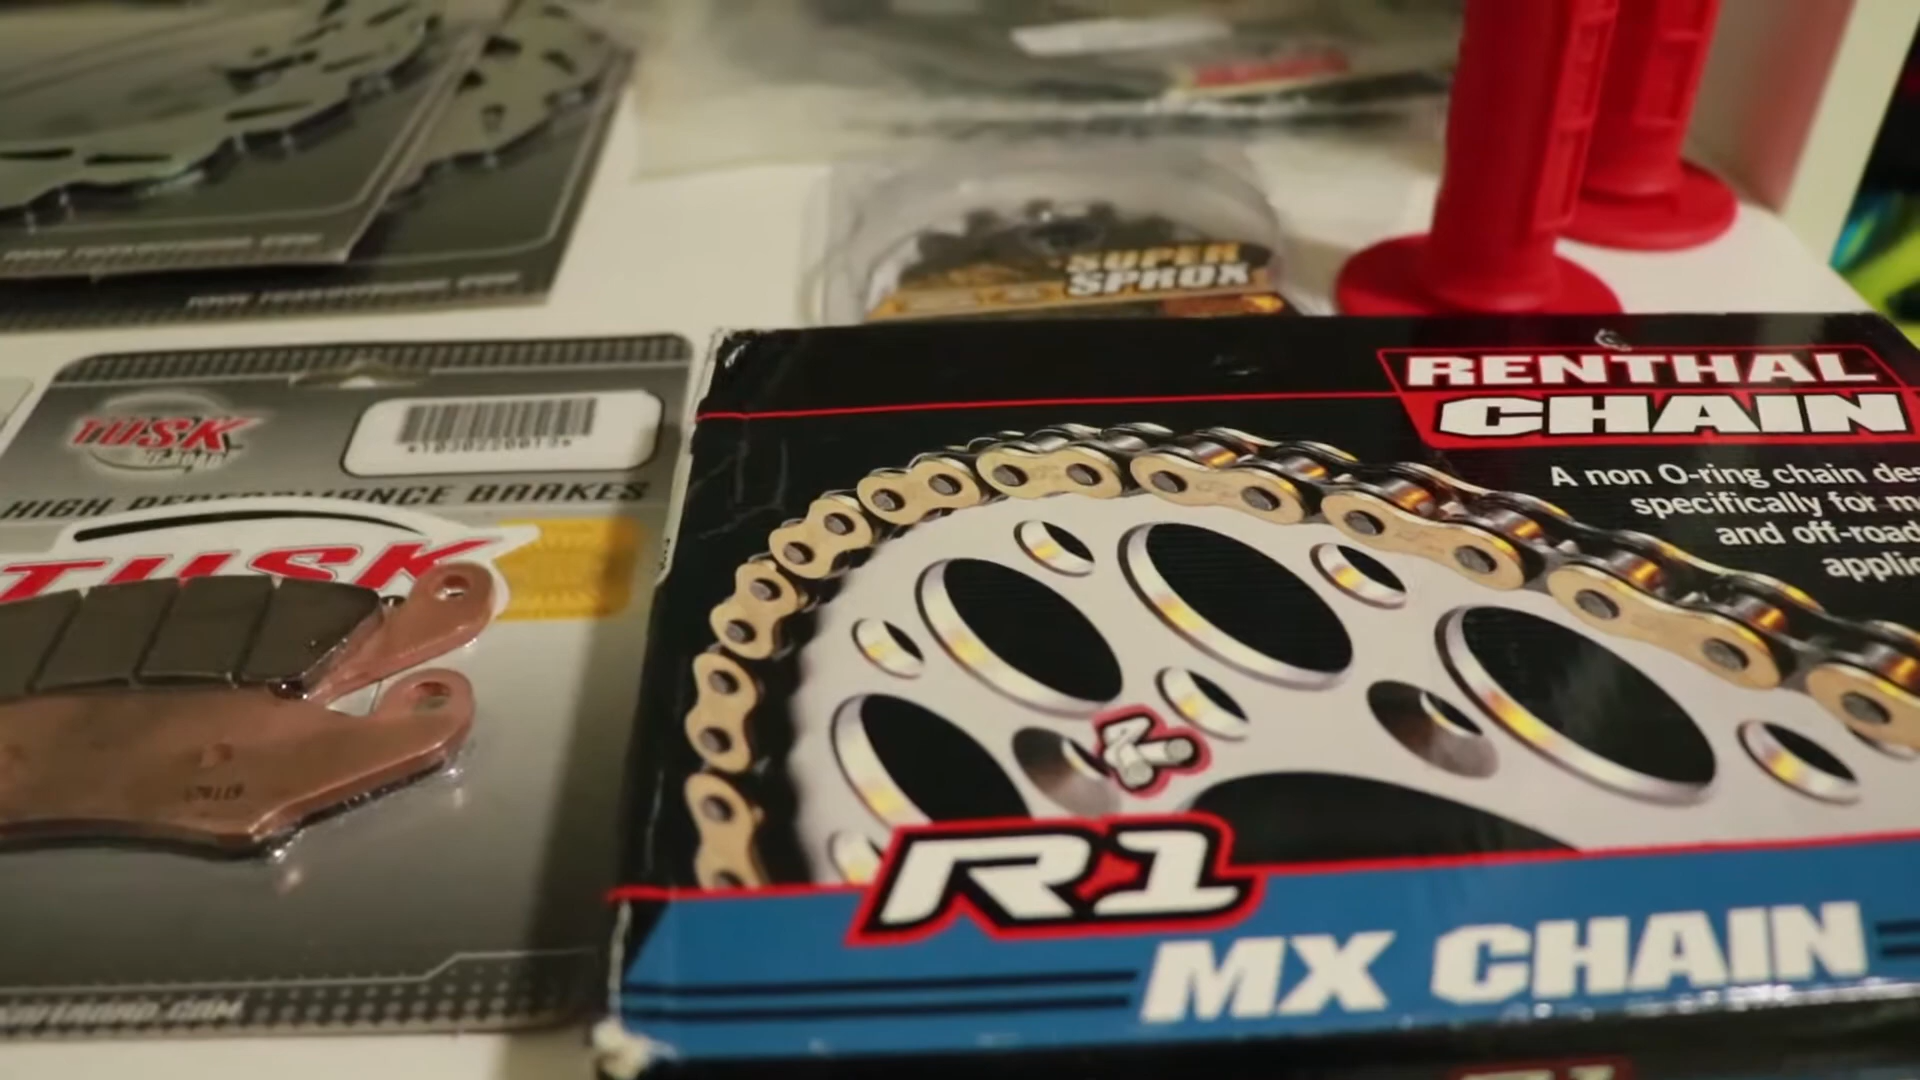 SUPER
SPROX
RENTHAL
CHAIN
A non O-ring chain des
specifically for m
and off-road
applic
TUSK
HIGH PERFORMANCE BRAKES
TUSK
R1
MX CHAIN